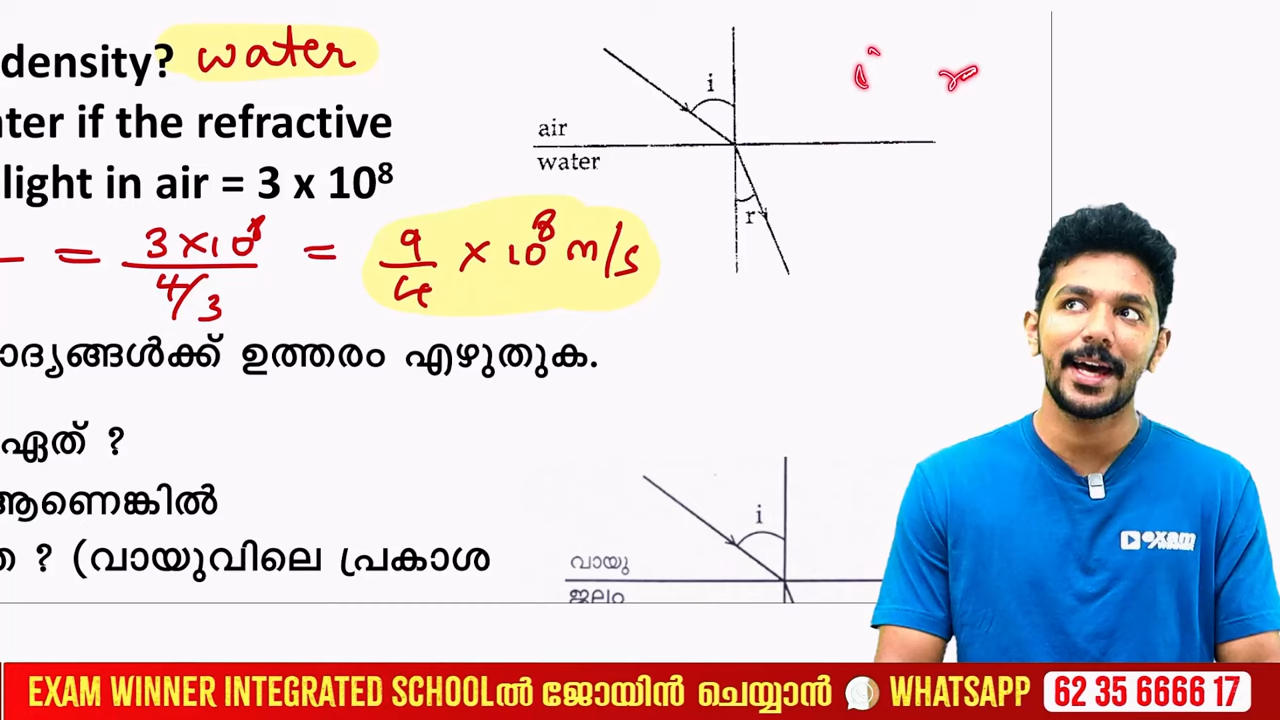 density? water
i r
ater if the refractive
light in air = 3 x 10⁸
i
air
water
r
= 3×10⁸ / 4/3 = 9/4 × 10⁸ m/s
ാദ്യങ്ങൾക്ക് ഉത്തരം എഴുതുക.
ഏത് ?
ആണെങ്കിൽ
ത ? (വായുവിലെ പ്രകാശ
i
വായു
ജലം
exam
WINNER
EXAM WINNER INTEGRATED SCHOOLൽ ജോയിൻ ചെയ്യാൻ WHATSAPP 62 35 6666 17